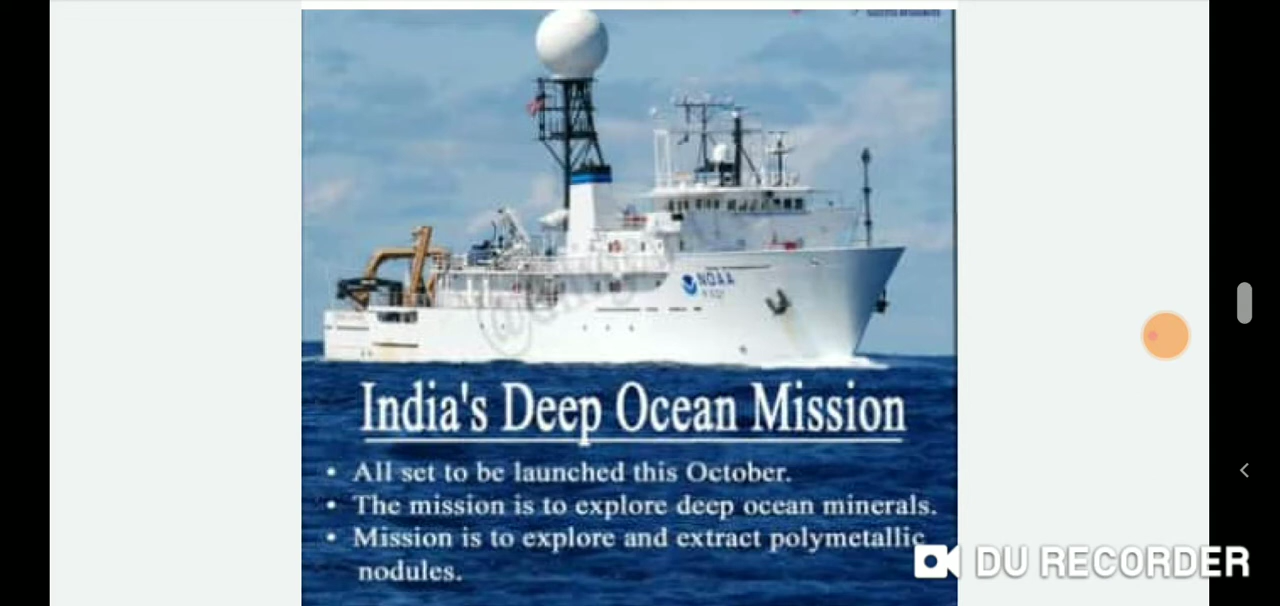 NOAA
India's Deep Ocean Mission
• All set to be launched this October.
• The mission is to explore deep ocean minerals.
• Mission is to explore and extract polymetallic
nodules.
DU RECORDER